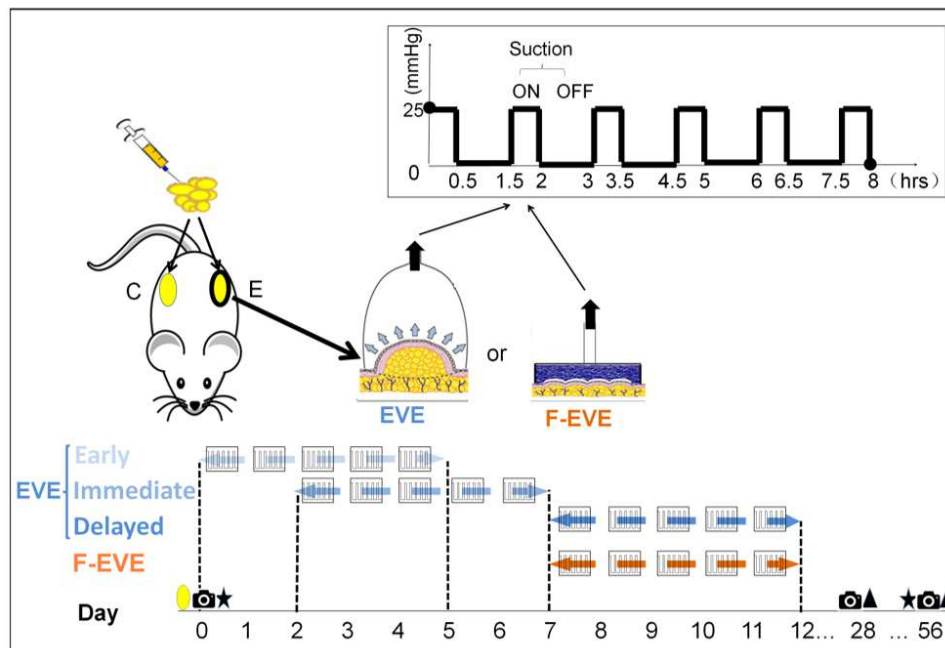 (mmHg)
Suction
ON OFF
25
0
0.5 1.5 2 3 3.5 4.5 5 6 6.5 7.5 8 (hrs)
C E
or
EVE F-EVE
Early
EVE Immediate
Delayed
F-EVE
Day 0 1 2 3 4 5 6 7 8 9 10 11 12... 28 ... 56